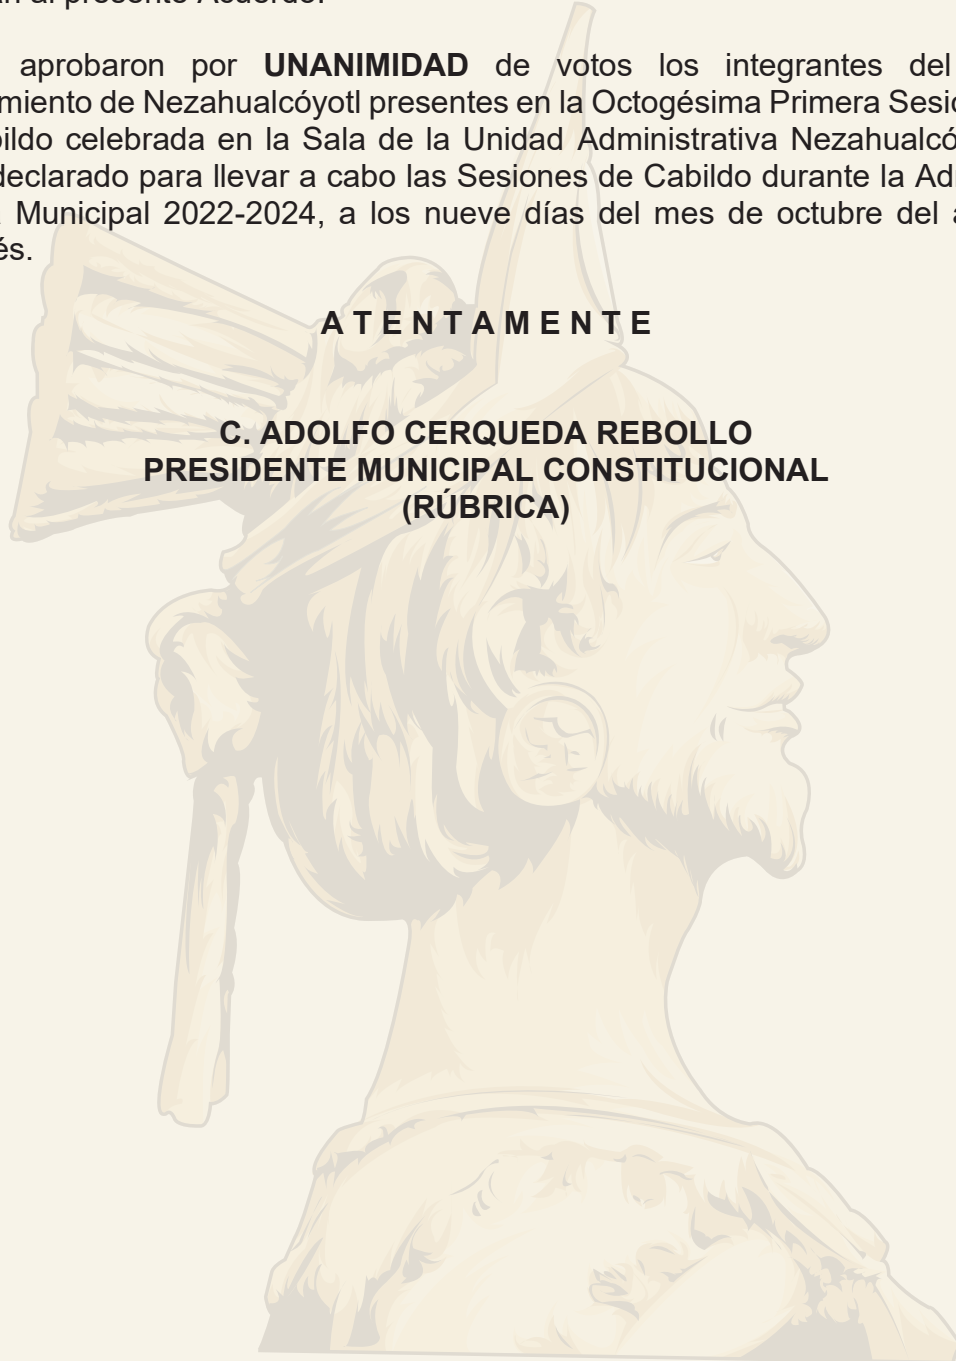 al presente Acuerdo.
aprobaron por UNANIMIDAD de votos los integrantes del
miento de Nezahualcóyotl presentes en la Octogésima Primera Sesi
ildo celebrada en la Sala de la Unidad Administrativa Nezahualcó
declarado para llevar a cabo las Sesiones de Cabildo durante la Ad
Municipal 2022-2024, a los nueve días del mes de octubre del a
és.
A T E N T A M E N T E
C. ADOLFO CERQUEDA REBOLLO
PRESIDENTE MUNICIPAL CONSTITUCIONAL
(RÚBRICA)